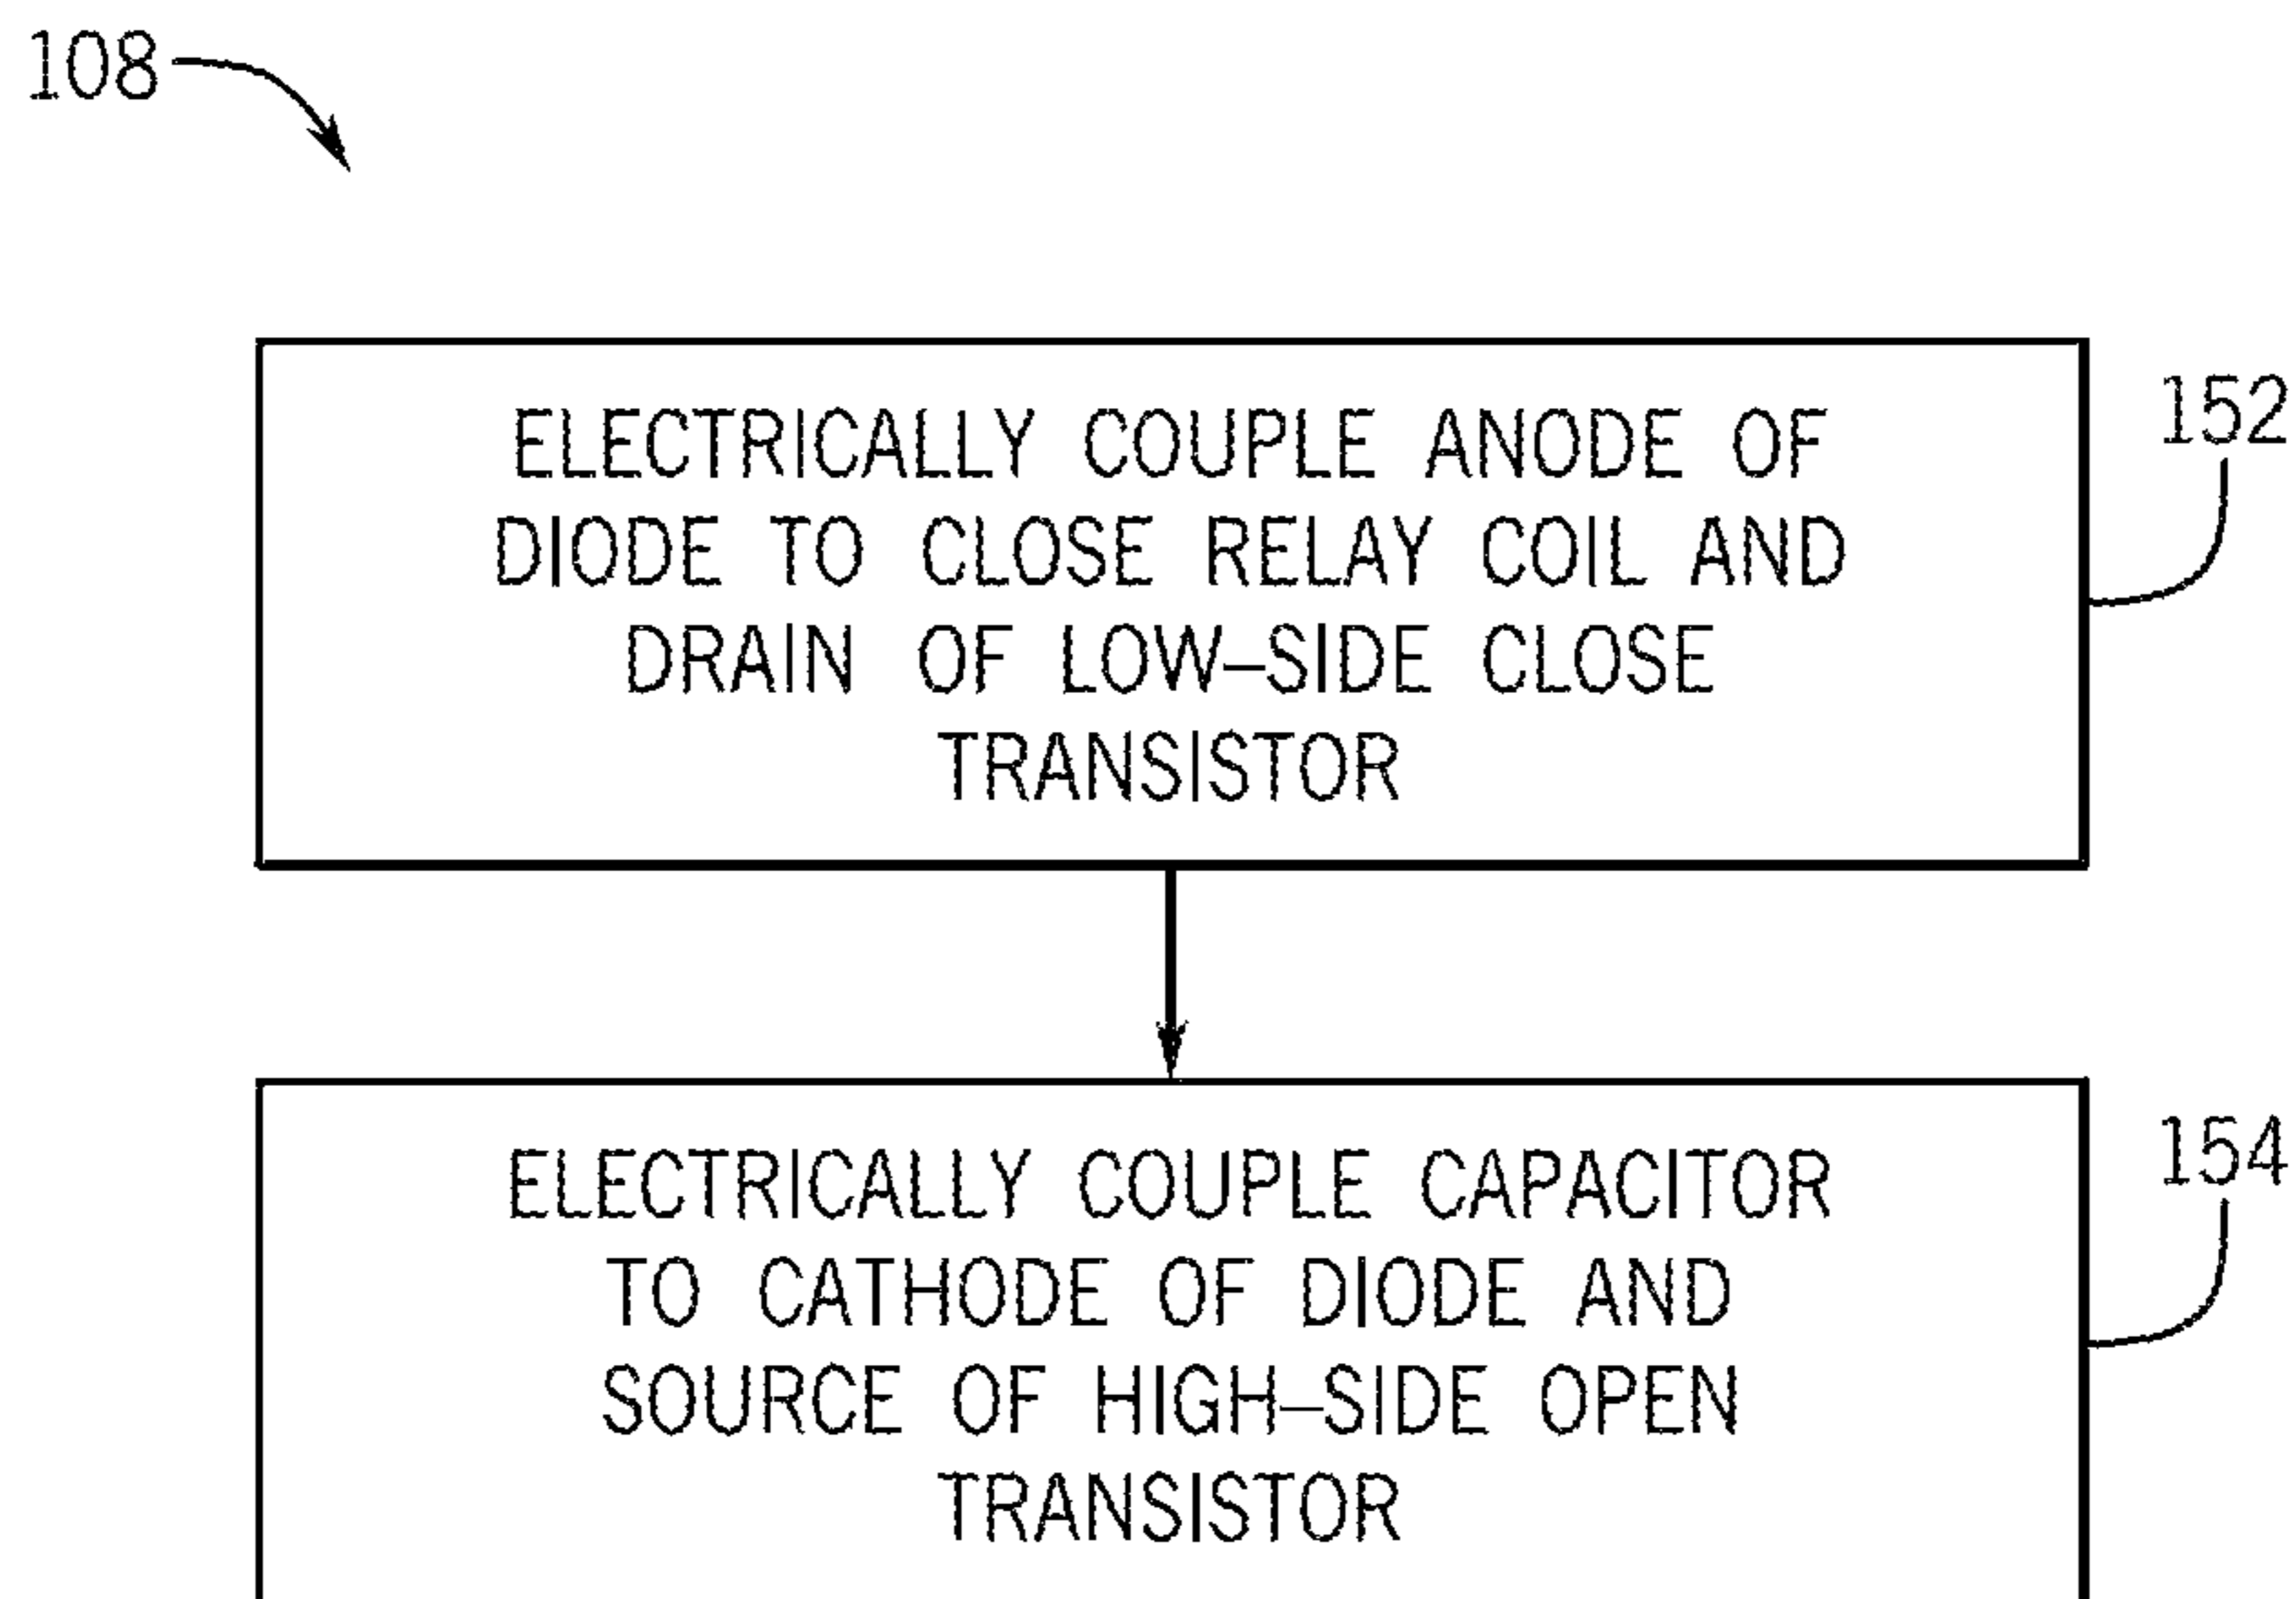 108
ELECTRICALLY COUPLE ANODE OF
DIODE TO CLOSE RELAY COIL AND
DRAIN OF LOW–SIDE CLOSE
TRANSISTOR
152
ELECTRICALLY COUPLE CAPACITOR
TO CATHODE OF DIODE AND
SOURCE OF HIGH–SIDE OPEN
TRANSISTOR
154